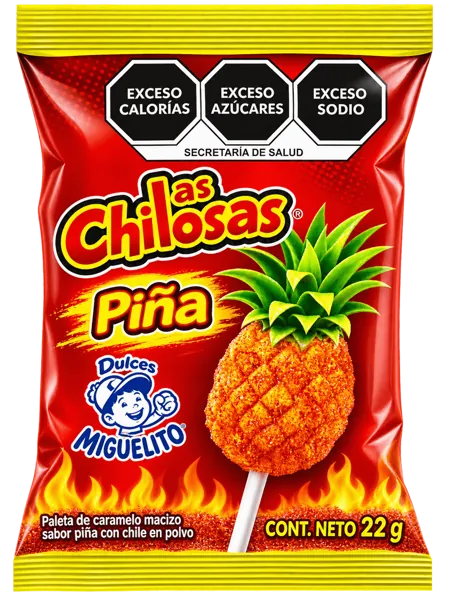 EXCESO CALORÍAS
EXCESO AZÚCARES
EXCESO SODIO
SECRETARÍA DE SALUD
Las
Chilosas®
Piña
Dulces
MIGUELITO®
Paleta de caramelo macizo
sabor piña con chile en polvo
CONT. NETO 22 g